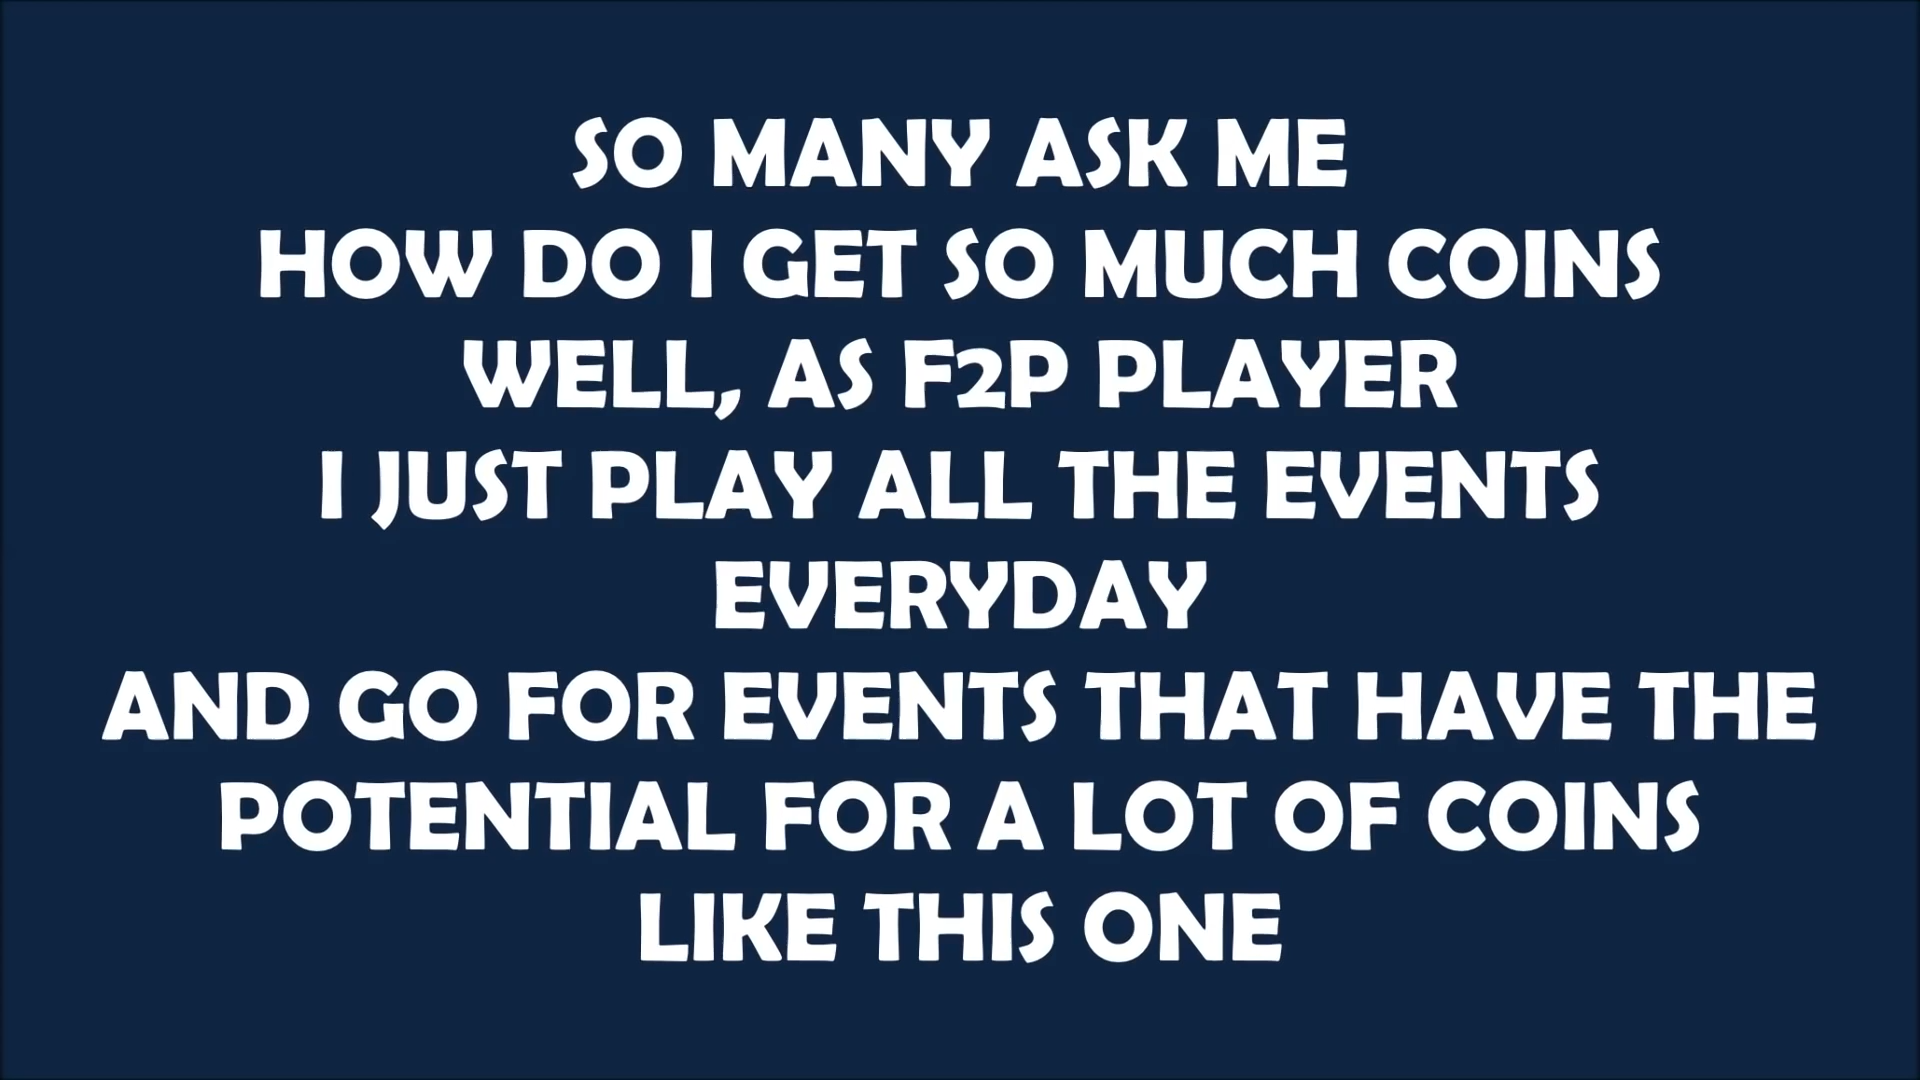 SO MANY ASK ME
HOW DO I GET SO MUCH COINS
WELL, AS F2P PLAYER
I JUST PLAY ALL THE EVENTS
EVERYDAY
AND GO FOR EVENTS THAT HAVE THE
POTENTIAL FOR A LOT OF COINS
LIKE THIS ONE